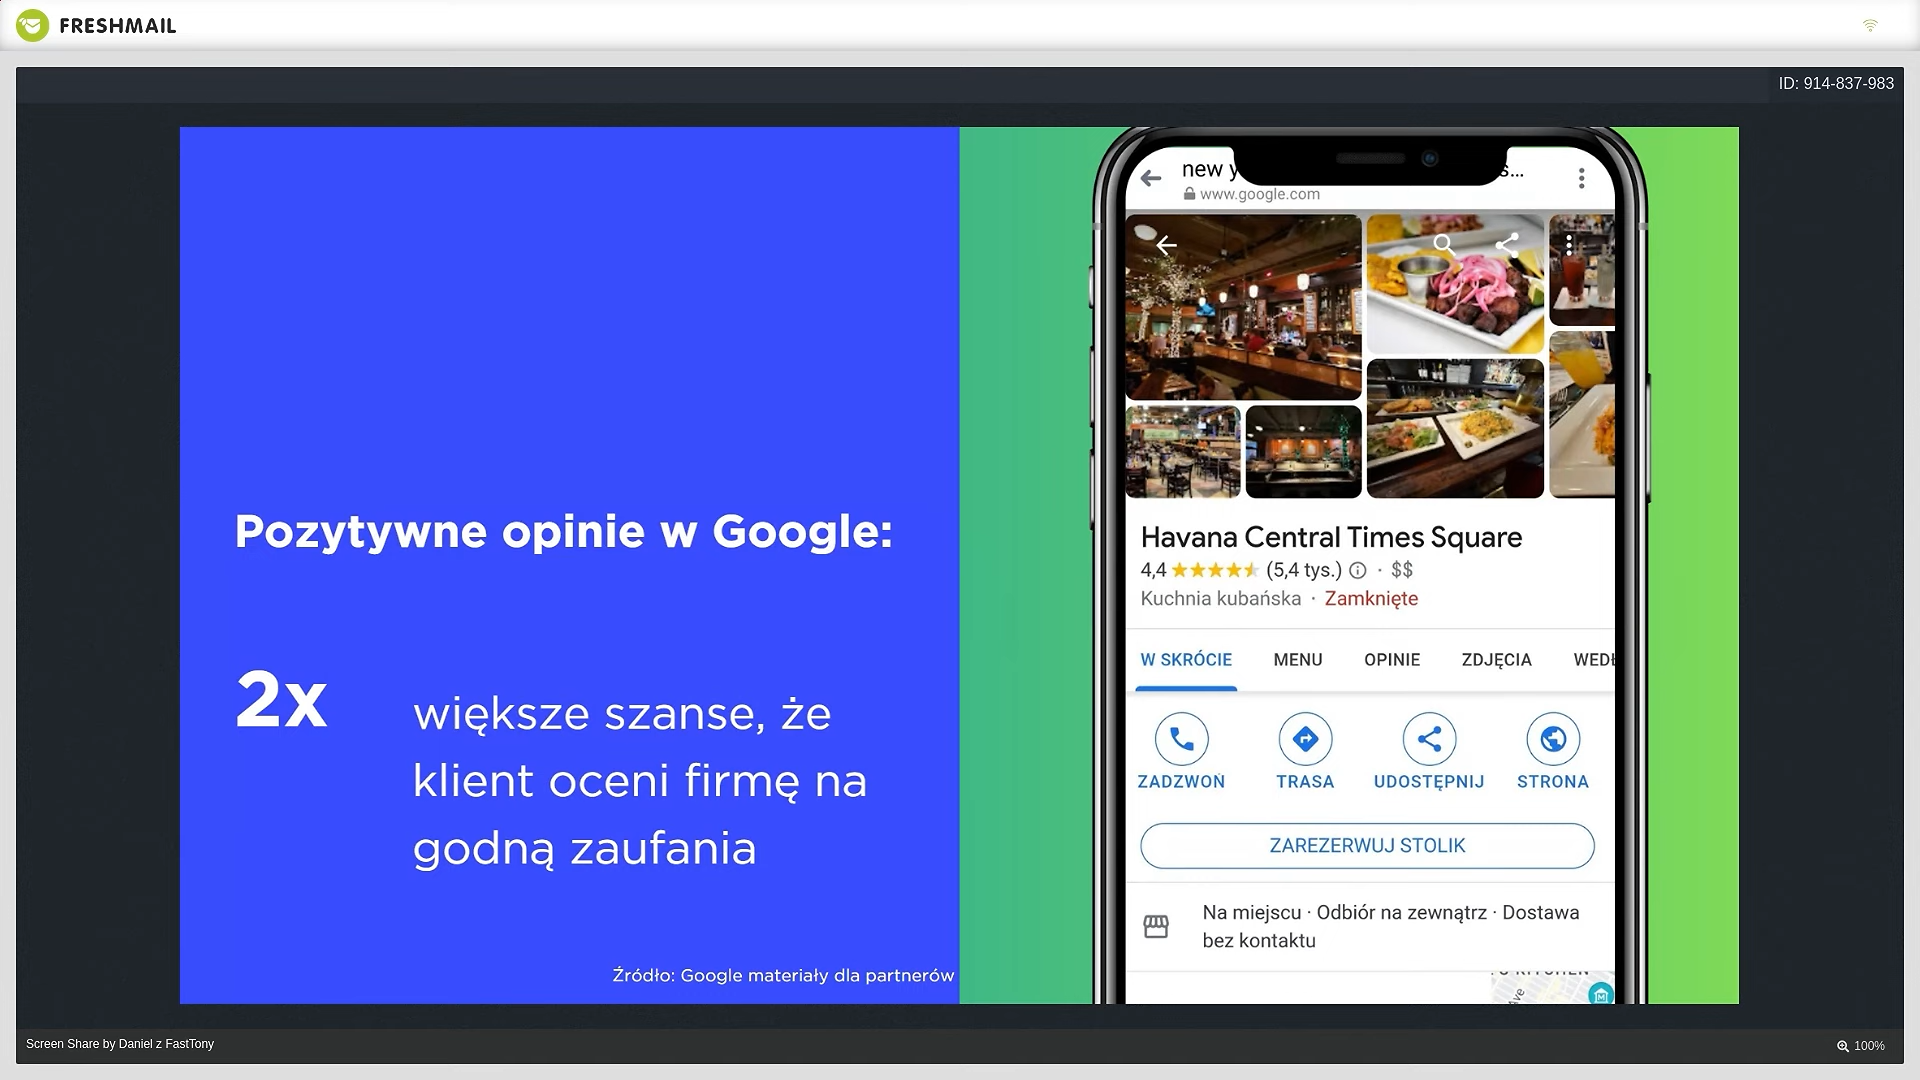 FRESHMAIL
ID: 914-837-983
Pozytywne opinie w Google:
2x
większe szanse, że
klient oceni firmę na
godną zaufania
Źródło: Google materiały dla partnerów
new
www.google.com
Havana Central Times Square
4,4 (5,4 tys.) · $$
Kuchnia kubańska · Zamknięte
W SKRÓCIE MENU OPINIE ZDJĘCIA WEDŁ
ZADZWOŃ TRASA UDOSTĘPNIJ STRONA
ZAREZERWUJ STOLIK
Na miejscu · Odbiór na zewnątrz · Dostawa
bez kontaktu
Screen Share by Daniel z FastTony
100%